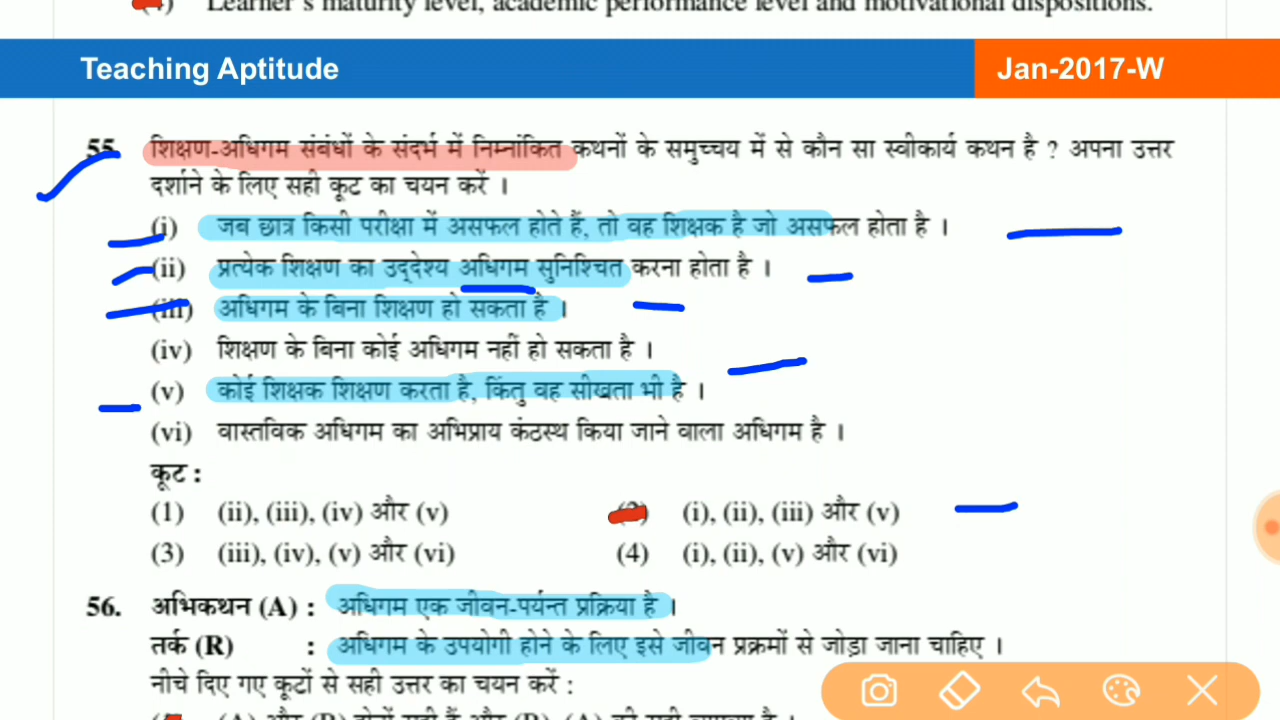 Learner's maturity level, academic performance level and motivational dispositions.
Teaching Aptitude Jan-2017-W
55. शिक्षण-अधिगम संबंधों के संदर्भ में निम्नांकित कथनों के समुच्चय में से कौन सा स्वीकार्य कथन है ? अपना उत्तर
दर्शाने के लिए सही कूट का चयन करें ।
(i) जब छात्र किसी परीक्षा में असफल होते हैं, तो वह शिक्षक है जो असफल होता है ।
(ii) प्रत्येक शिक्षण का उद्देश्य अधिगम सुनिश्चित करना होता है ।
(iii) अधिगम के बिना शिक्षण हो सकता है ।
(iv) शिक्षण के बिना कोई अधिगम नहीं हो सकता है ।
(v) कोई शिक्षक शिक्षण करता है, किंतु वह सीखता भी है ।
(vi) वास्तविक अधिगम का अभिप्राय कंठस्थ किया जाने वाला अधिगम है ।
कूट :
(1) (ii), (iii), (iv) और (v) (2) (i), (ii), (iii) और (v)
(3) (iii), (iv), (v) और (vi) (4) (i), (ii), (v) और (vi)
56. अभिकथन (A) : अधिगम एक जीवन-पर्यन्त प्रक्रिया है ।
तर्क (R) : अधिगम के उपयोगी होने के लिए इसे जीवन प्रक्रमों से जोड़ा जाना चाहिए ।
नीचे दिए गए कूटों से सही उत्तर का चयन करें :
(A) और (R) दोनों सही हैं और (R), (A) की सही व्याख्या है ।